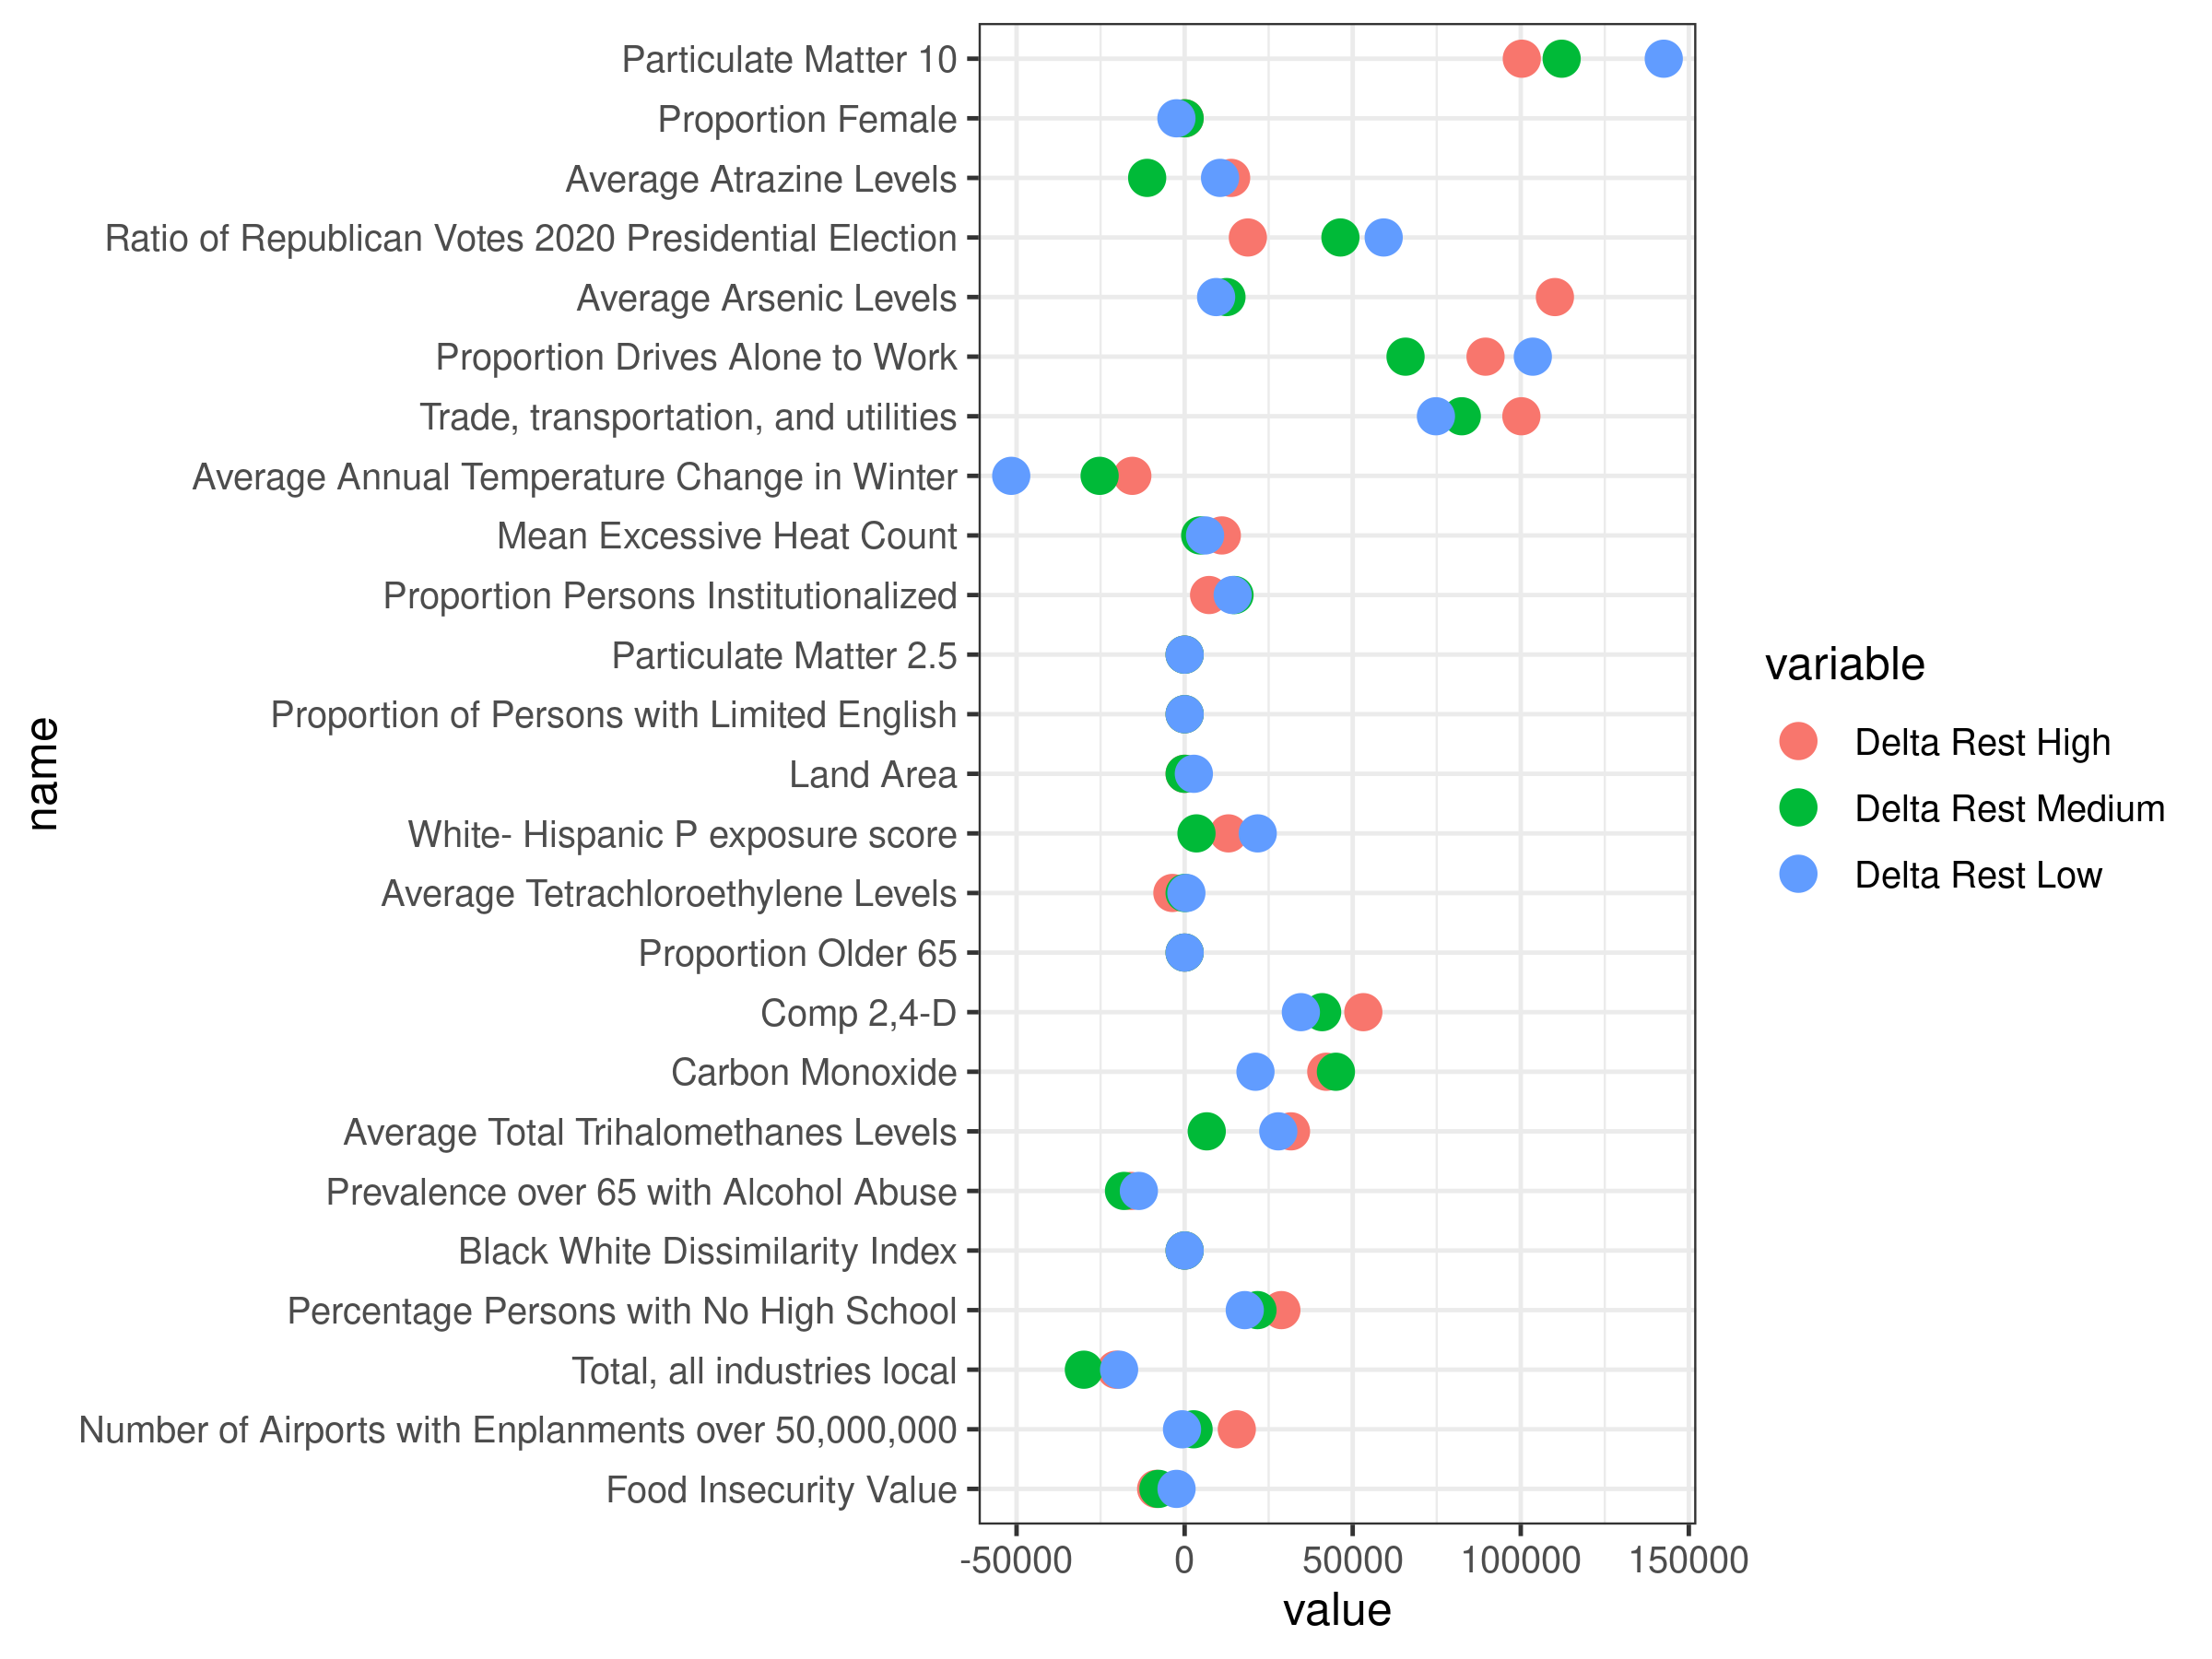 Particulate Matter 10
Proportion Female
Average Atrazine Levels
Ratio of Republican Votes 2020 Presidential Election
Average Arsenic Levels
Proportion Drives Alone to Work
Trade, transportation, and utilities
Average Annual Temperature Change in Winter
Mean Excessive Heat Count
Proportion Persons Institutionalized
Particulate Matter 2.5
Proportion of Persons with Limited English
Land Area
White- Hispanic P exposure score
Average Tetrachloroethylene Levels
Proportion Older 65
Comp 2,4-D
Carbon Monoxide
Average Total Trihalomethanes Levels
Prevalence over 65 with Alcohol Abuse
Black White Dissimilarity Index
Percentage Persons with No High School
Total, all industries local
Number of Airports with Enplanments over 50,000,000
Food Insecurity Value
name
-50000 0 50000 100000 150000
value
variable
Delta Rest High
Delta Rest Medium
Delta Rest Low